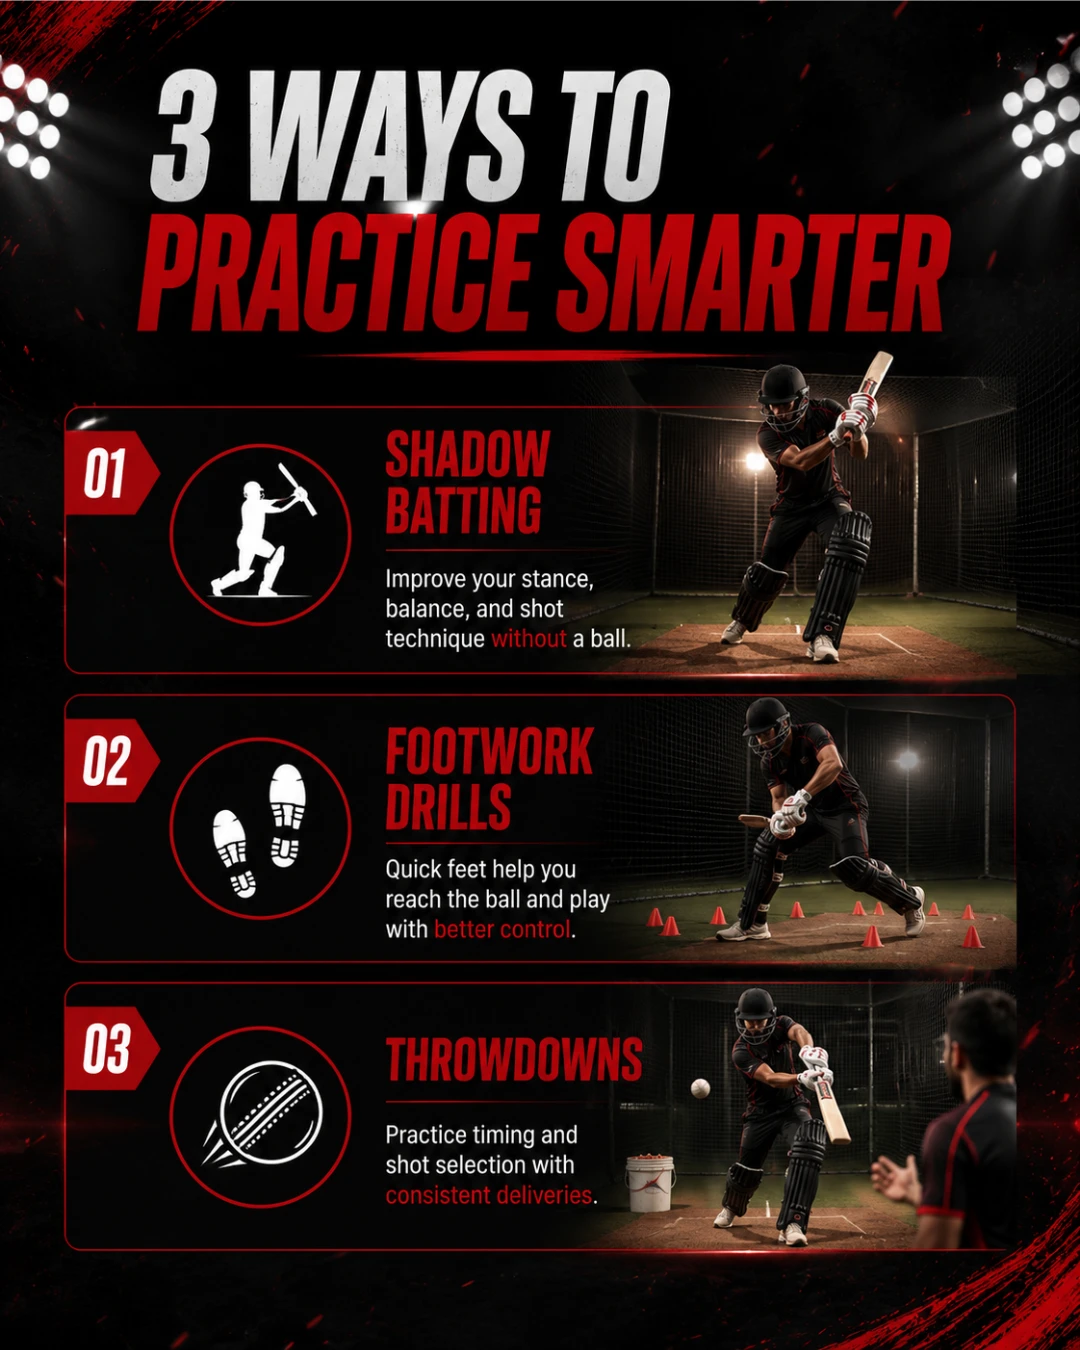 3 WAYS TO
PRACTICE SMARTER
01
SHADOW
BATTING
Improve your stance,
balance, and shot
technique without a ball.
02
FOOTWORK
DRILLS
Quick feet help you
reach the ball and play
with better control.
03
THROWDOWNS
Practice timing and
shot selection with
consistent deliveries.